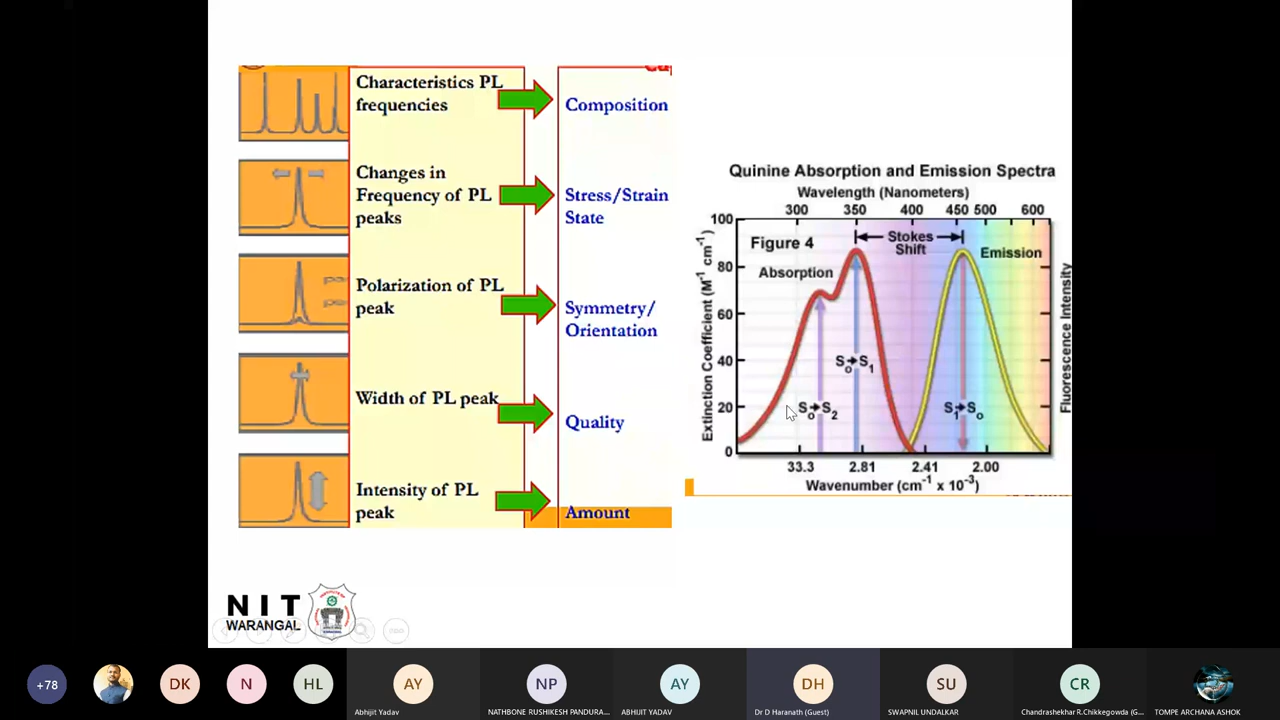 Characteristics PL
frequencies
Composition
Changes in
Frequency of PL
peaks
Stress/Strain
State
Polarization of PL
peak
Symmetry/
Orientation
Width of PL peak
Quality
Intensity of PL
peak
Amount
Quinine Absorption and Emission Spectra
Wavelength (Nanometers)
300 350 400 450 500 600
Figure 4
Stokes
Shift
Emission
Absorption
100
80
60
40
20
0
Extinction Coefficient (M-1 cm-1)
Fluorescence Intensity
So→S1
So→S2
S1→So
33.3 2.81 2.41 2.00
Wavenumber (cm-1 x 10-3)
NIT
WARANGAL
+78
DK
N
HL
AY
Abhijit Yadav
NP
NATHBONE RUSHIKESH PANDURA...
AY
ABHIJIT YADAV
DH
Dr D Haranath (Guest)
SU
SWAPNIL UNDALKAR
CR
Chandrashekhar R.Chikkegowda (G...
TOMPE ARCHANA ASHOK